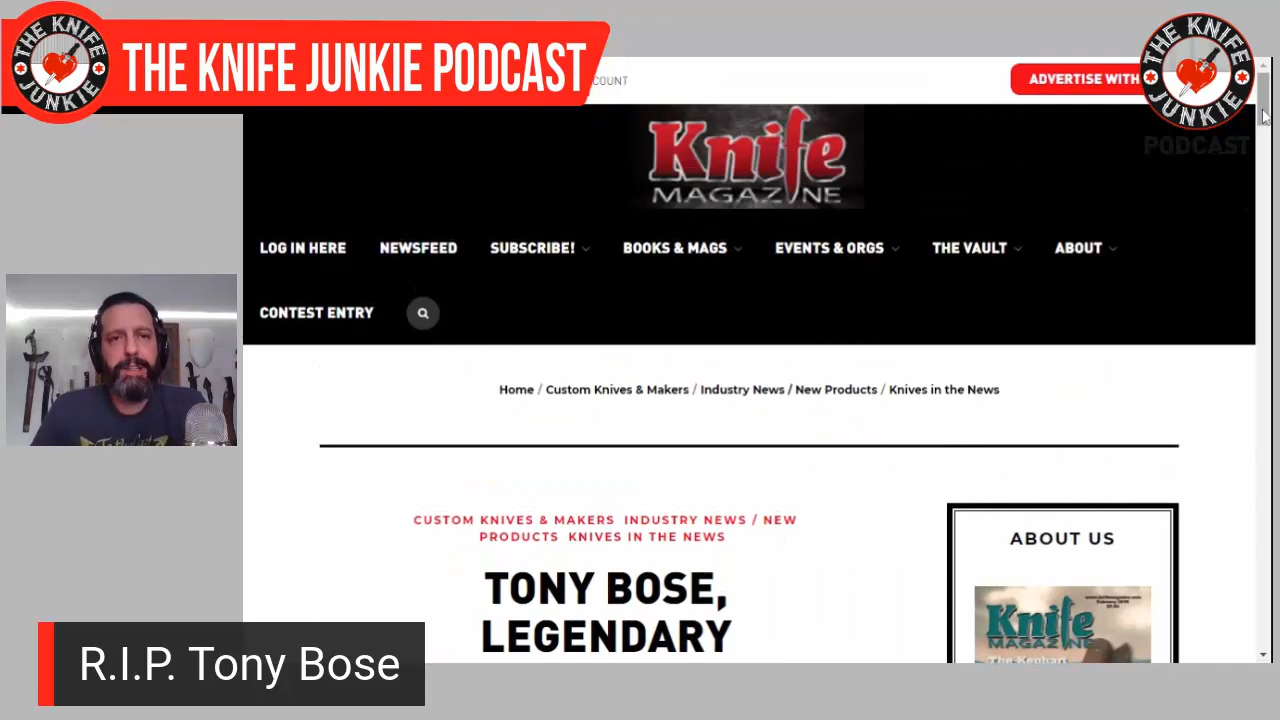 THE KNIFE
JUNKIE
THE KNIFE JUNKIE PODCAST
COUNT
ADVERTISE WITH
THE KNIFE
JUNKIE
PODCAST
Knife
MAGAZINE
LOG IN HERE NEWSFEED SUBSCRIBE! BOOKS & MAGS EVENTS & ORGS THE VAULT ABOUT
CONTEST ENTRY
Home / Custom Knives & Makers / Industry News / New Products / Knives in the News
CUSTOM KNIVES & MAKERS INDUSTRY NEWS / NEW
PRODUCTS KNIVES IN THE NEWS
TONY BOSE,
LEGENDARY
ABOUT US
Knife
MAGAZINE
R.I.P. Tony Bose